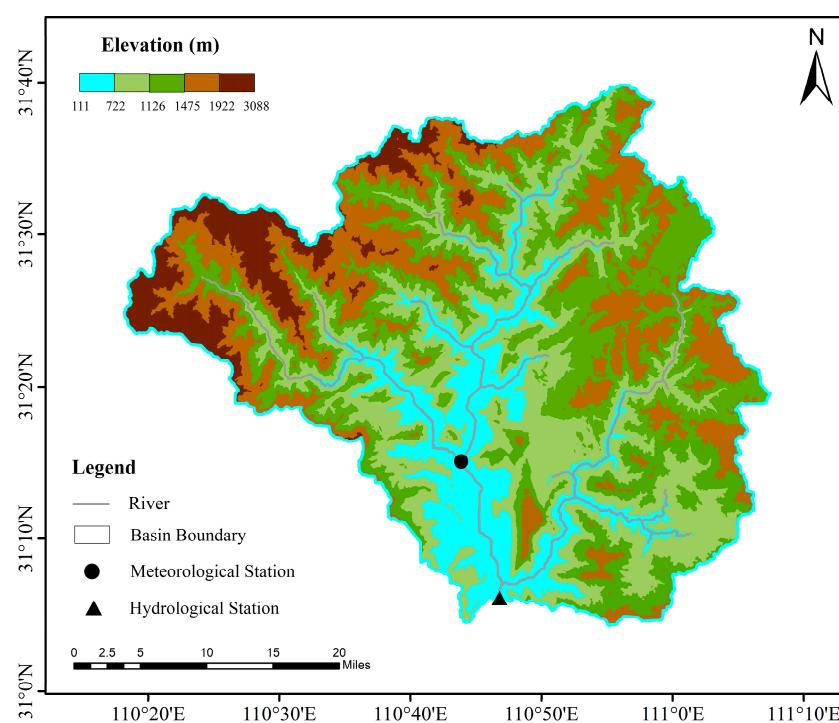 N
Elevation (m)
111 722 1126 1475 1922 3088
31°40'N
31°30'N
31°20'N
31°10'N
31°0'N
Legend
River
Basin Boundary
Meteorological Station
Hydrological Station
0 2.5 5 10 15 20
Miles
110°20'E 110°30'E 110°40'E 110°50'E 111°0'E 111°10'E